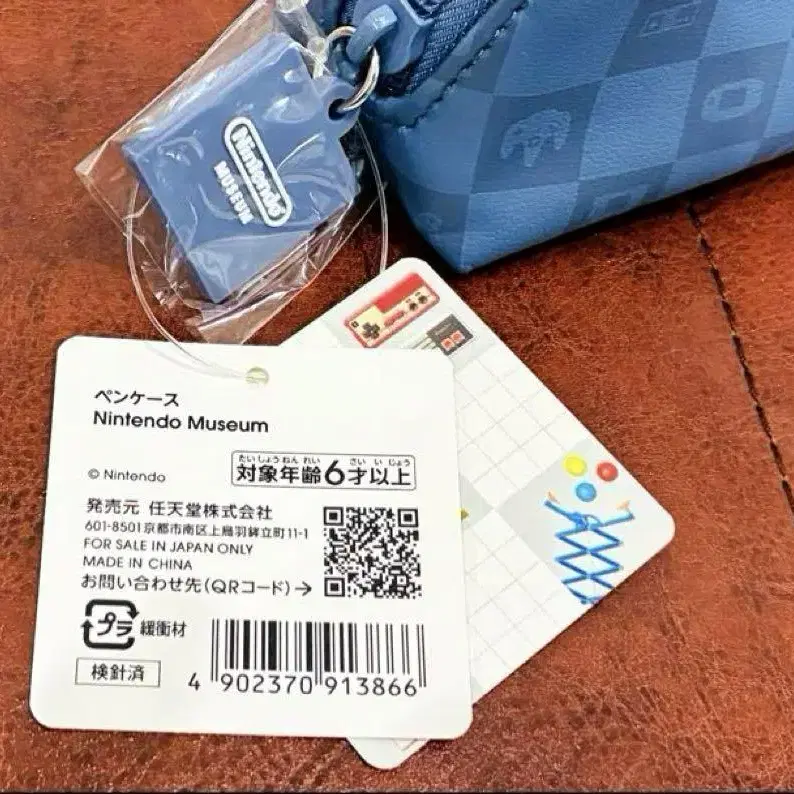 Nintendo
MUSEUM
ペンケース
Nintendo Museum
© Nintendo
たいしょうねんれい さいいじょう
対象年齢6才以上
発売元 任天堂株式会社
601-8501京都市南区上鳥羽鉾立町11-1
FOR SALE IN JAPAN ONLY
MADE IN CHINA
お問い合わせ先(QRコード)→
プラ 緩衝材
検針済
4 902370 913866